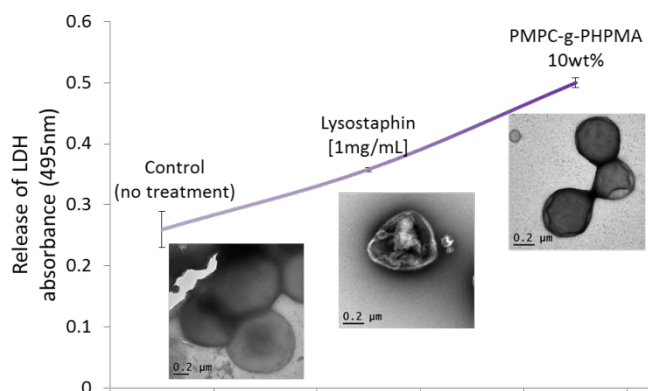 0.6
0.5
0.4
0.3
0.2
0.1
0
Release of LDH
absorbance (495nm)
Control
(no treatment)
Lysostaphin
[1mg/mL]
PMPC-g-PHPMA
10wt%
0.2 µm
0.2 µm
0.2 µm